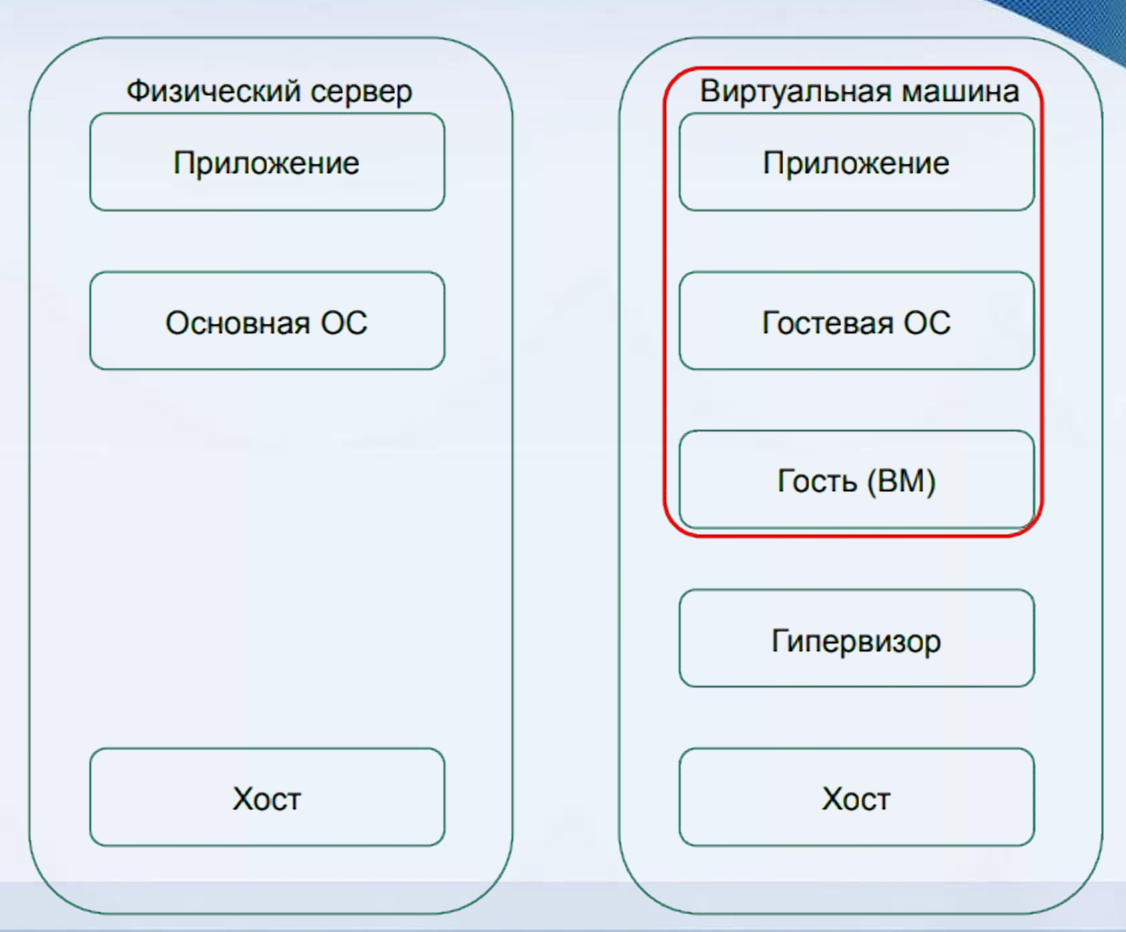 Физический сервер
Приложение
Основная ОС
Хост
Виртуальная машина
Приложение
Гостевая ОС
Гость (ВМ)
Гипервизор
Хост